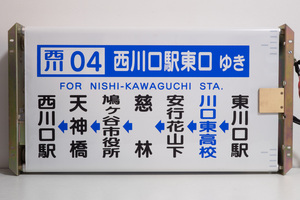 西川04 西川口駅東口 ゆき
FOR NISHI-KAWAGUCHI STA.
東川口駅
川口東高校
安行花山下
慈林
鳩ヶ谷市役所
天神橋
西川口駅